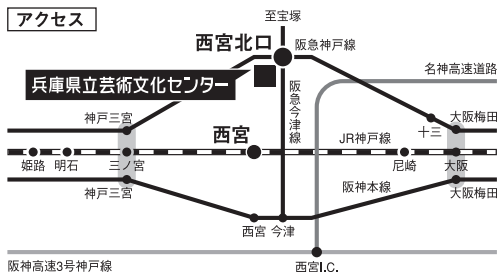 アクセス
至宝塚
西宮北口
阪急神戸線
兵庫県立芸術文化センター
名神高速道路
阪急今津線
神戸三宮
西宮
十三
大阪梅田
JR神戸線
姫路
明石
三ノ宮
尼崎
大阪
神戸三宮
阪神本線
大阪梅田
西宮
今津
阪神高速3号神戸線
西宮I.C.